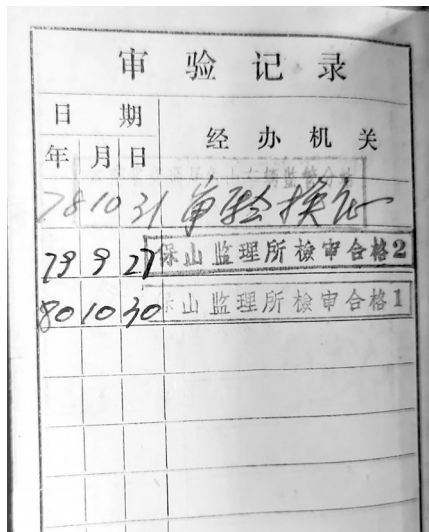 审验记录
日期 经办机关
年 月 日
78 10 31 审验换证
79 9 27 保山监理所検审合格2
80 10 30 保山监理所検审合格1